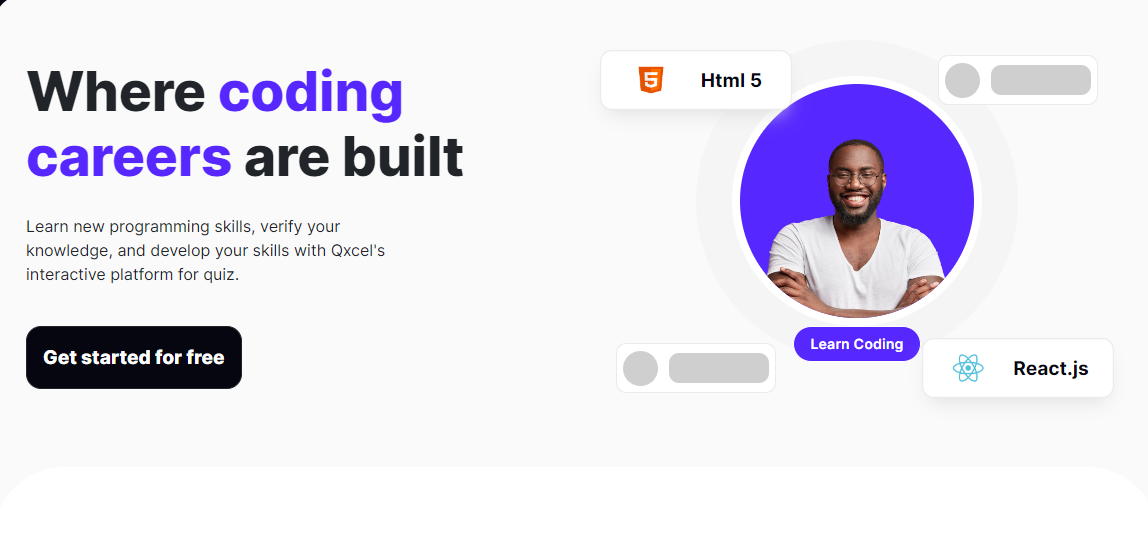 Where coding
careers are built
Learn new programming skills, verify your
knowledge, and develop your skills with Qxcel's
interactive platform for quiz.
Get started for free
5
Html 5
Learn Coding
React.js